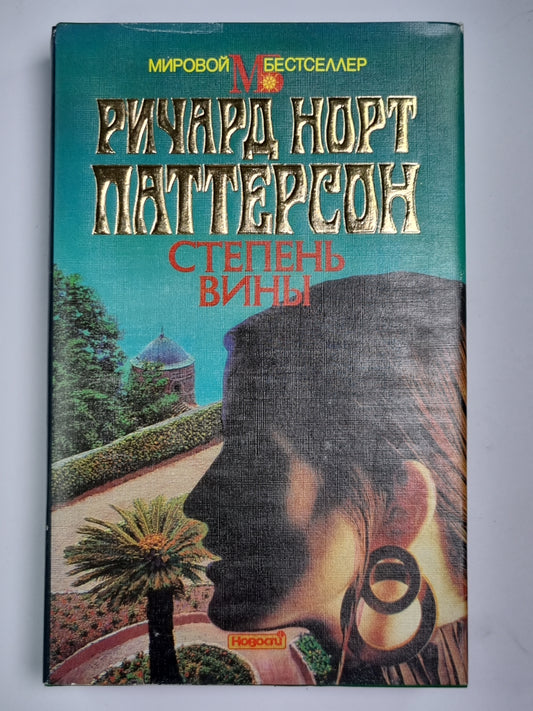 МИРОВОЙ МБ БЕСТСЕЛЛЕР
РИЧАРД НОРТ
ПАТТЕРСОН
СТЕПЕНЬ
ВИНЫ
Новости